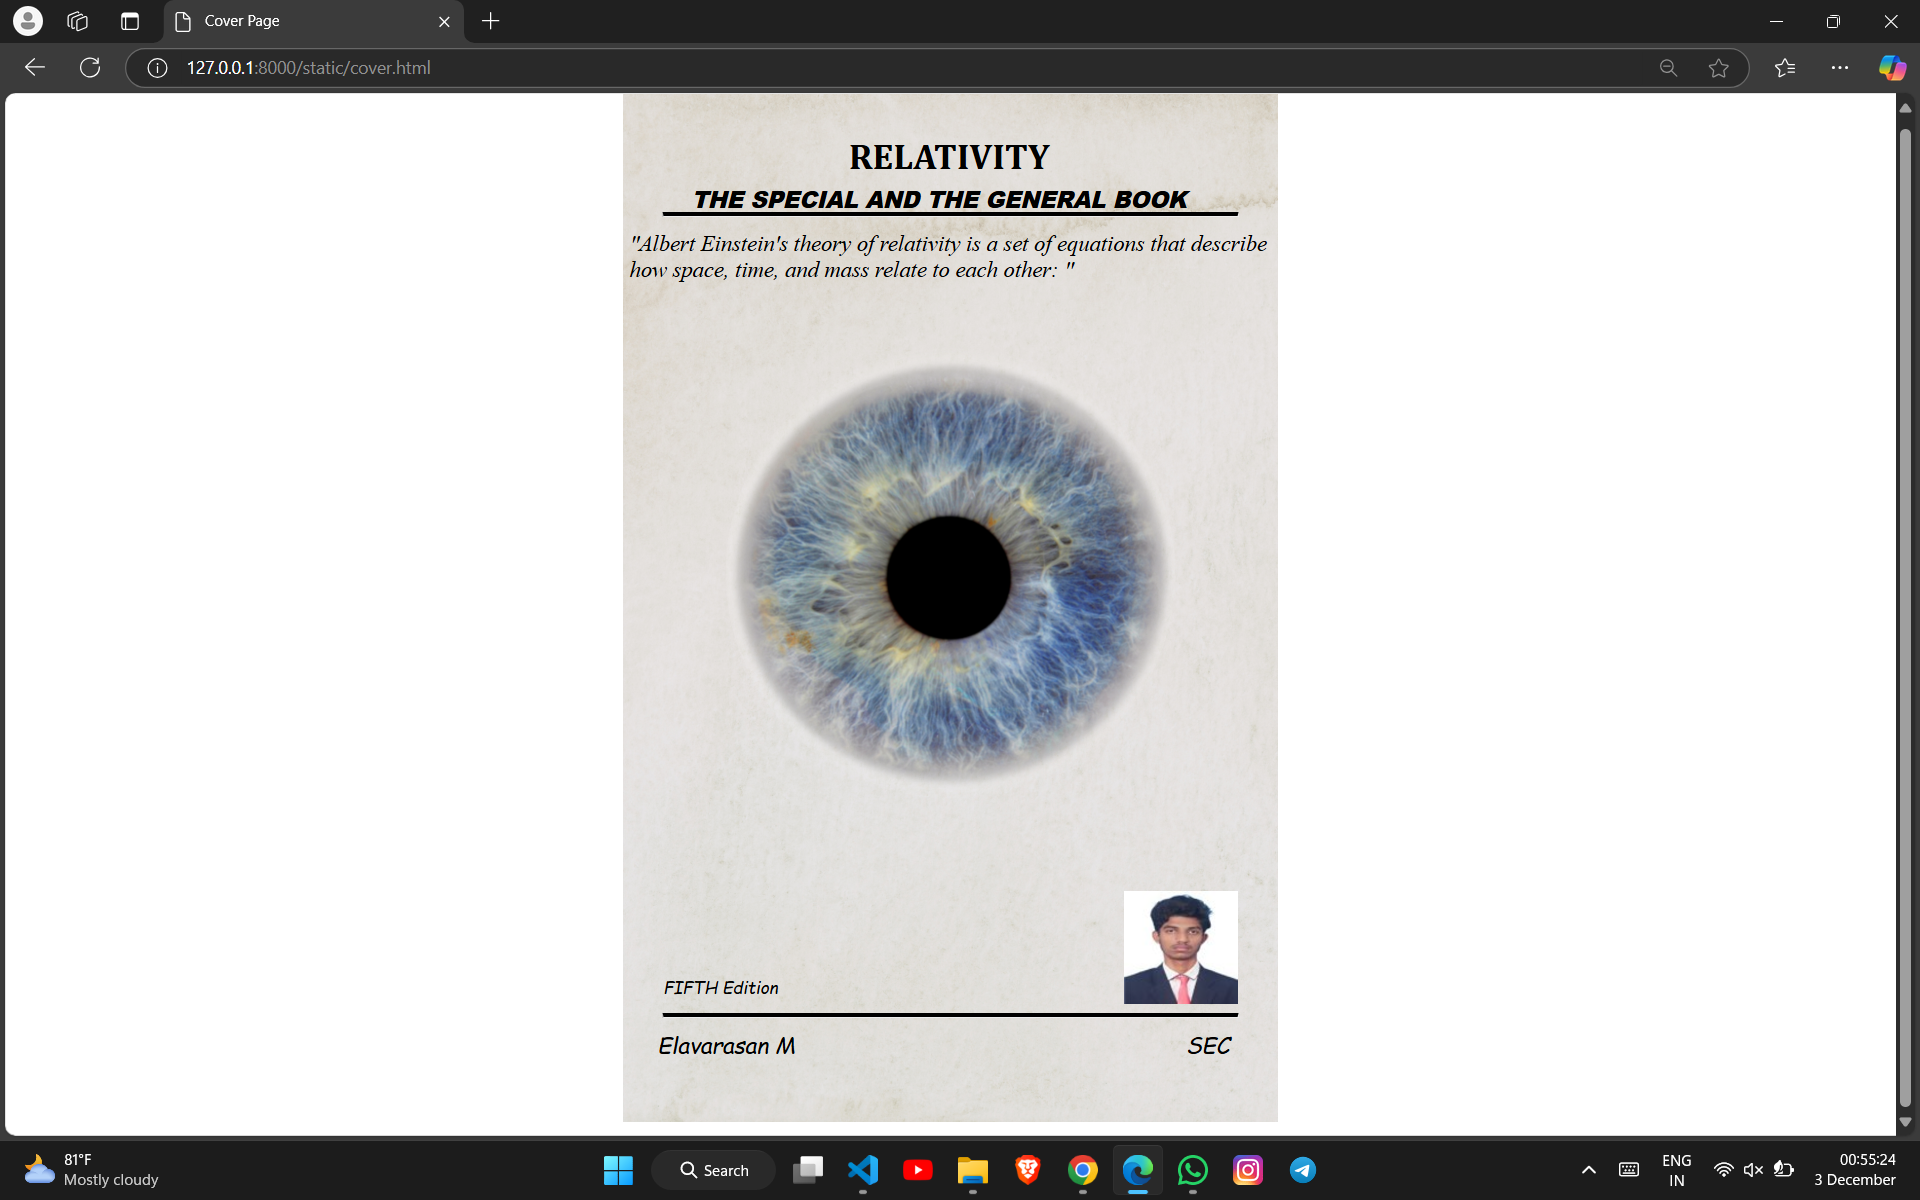 Cover Page
127.0.0.1:8000/static/cover.html
RELATIVITY
THE SPECIAL AND THE GENERAL BOOK
"Albert Einstein's theory of relativity is a set of equations that describe
how space, time, and mass relate to each other: "
FIFTH Edition
Elavarasan M SEC
81°F
Mostly cloudy
Search
ENG
IN
00:55:24
3 December